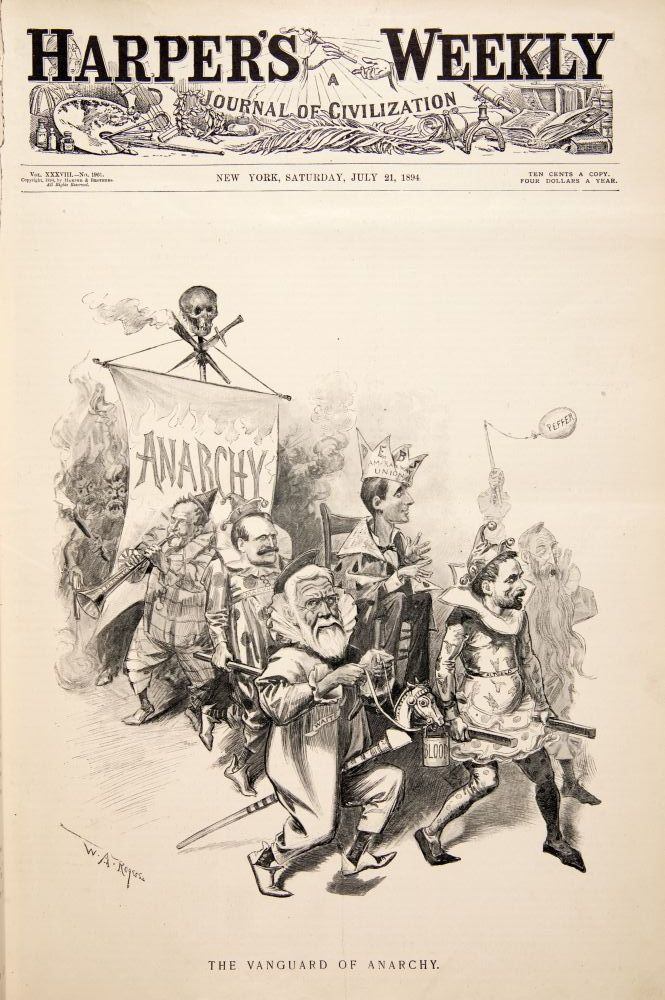 HARPER'S WEEKLY
A
JOURNAL OF CIVILIZATION
VOL. XXXVIII.—No. 1961.
Copyright, 1894, by HARPER & BROTHERS.
All Rights Reserved.
NEW YORK, SATURDAY, JULY 21, 1894
TEN CENTS A COPY.
FOUR DOLLARS A YEAR.
ANARCHY
PEFFER
UNION
BLOOD
W. A. Rogers
THE VANGUARD OF ANARCHY.